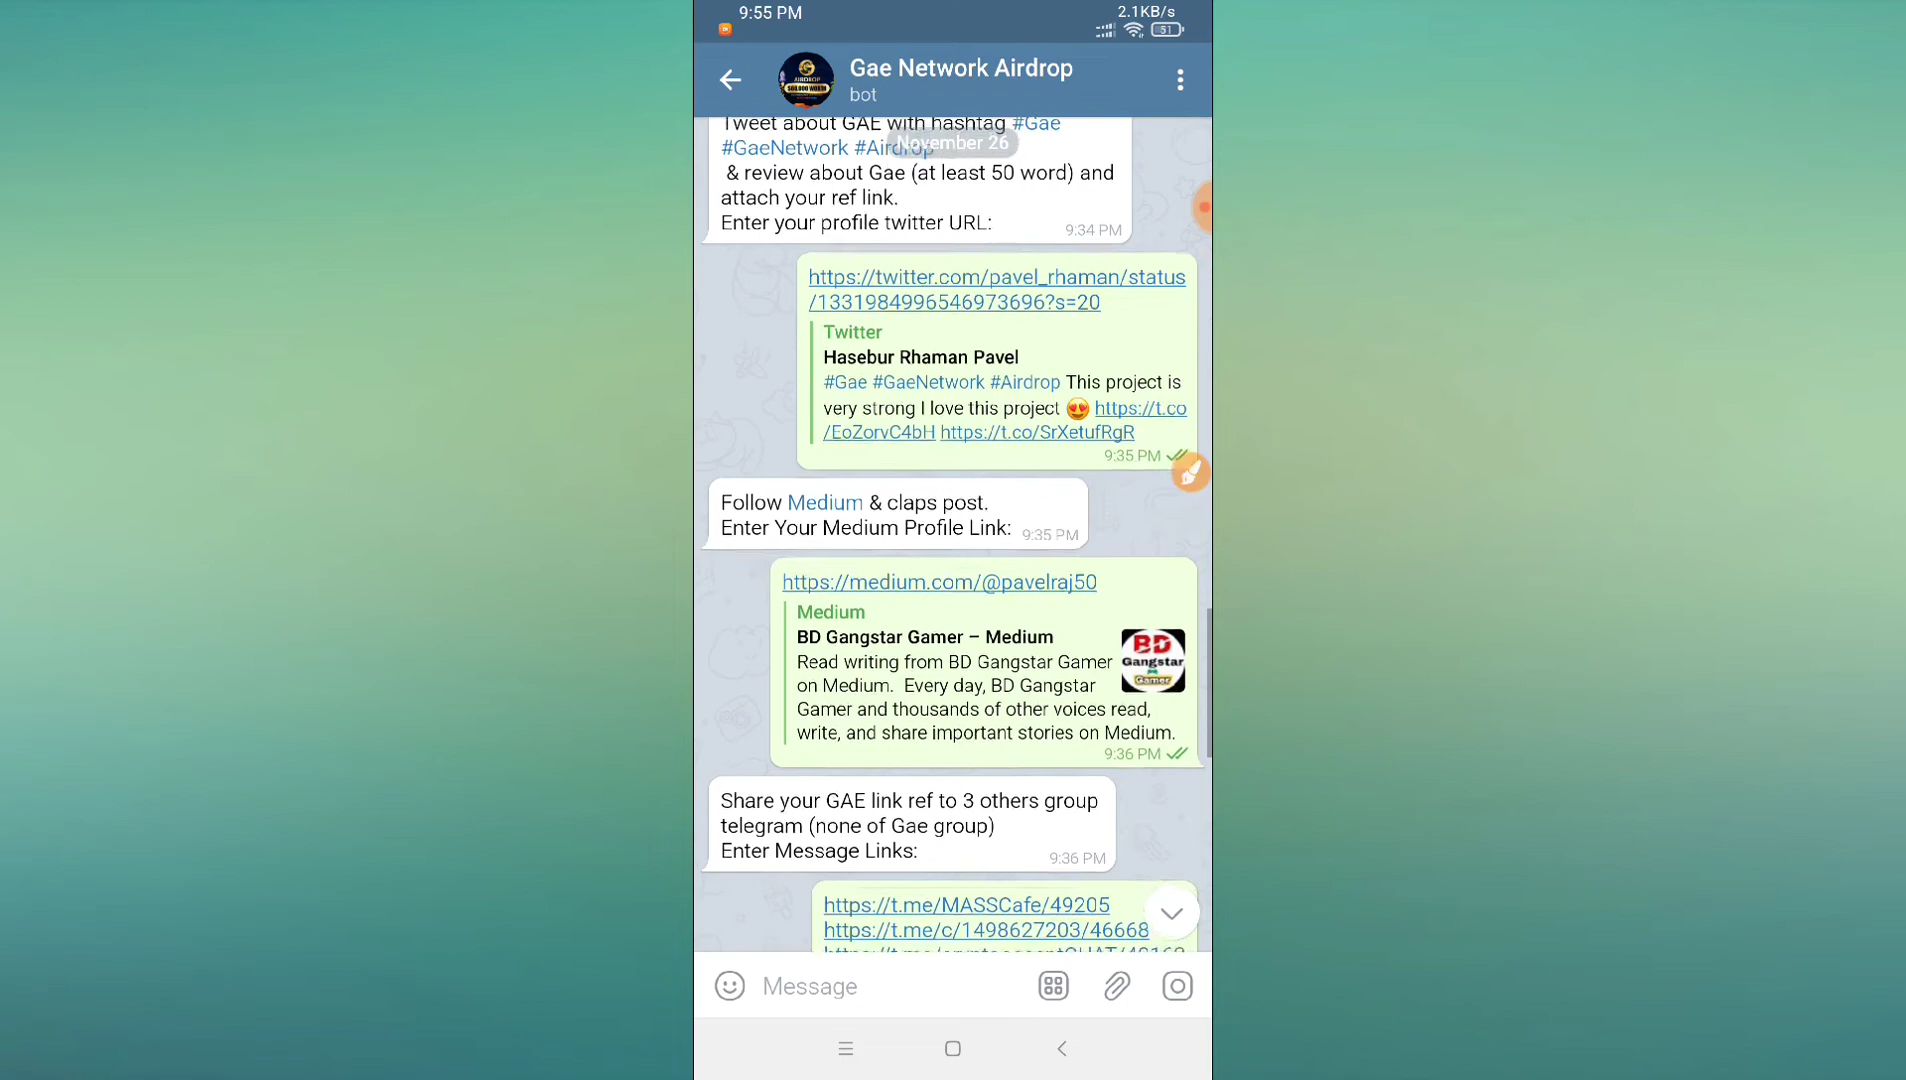 9:55 PM
2.1KB/s
51
Gae Network Airdrop
bot
AIRDROP
Tweet about GAE with hashtag #Gae
November 26
#GaeNetwork #Airdrop
& review about Gae (at least 50 word) and
attach your ref link.
Enter your profile twitter URL:
9:34 PM
https://twitter.com/pavel_rhaman/status
/1331984996546973696?s=20
Twitter
Hasebur Rhaman Pavel
#Gae #GaeNetwork #Airdrop This project is
very strong I love this project 😍 https://t.co
/EoZorvC4bH https://t.co/SrXetufRgR
9:35 PM
Follow Medium & claps post.
Enter Your Medium Profile Link:
9:35 PM
https://medium.com/@pavelraj50
Medium
BD Gangstar Gamer – Medium
Read writing from BD Gangstar Gamer
on Medium. Every day, BD Gangstar
Gamer and thousands of other voices read,
write, and share important stories on Medium.
BD
Gangstar
Gamer
9:36 PM
Share your GAE link ref to 3 others group
telegram (none of Gae group)
Enter Message Links:
9:36 PM
https://t.me/MASSCafe/49205
https://t.me/c/1498627203/46668
Message